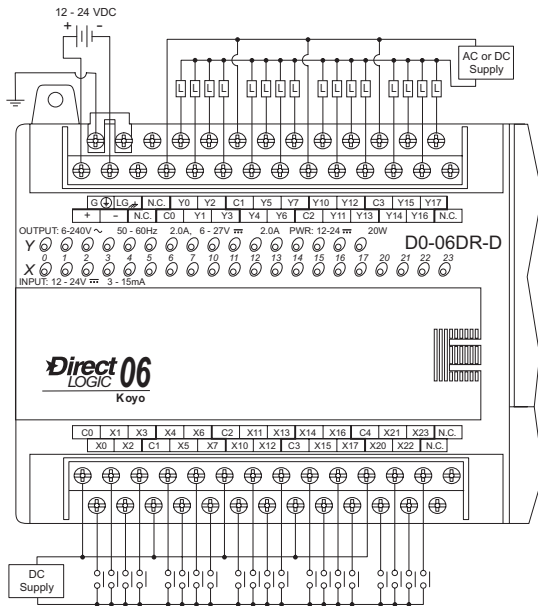 12 - 24 VDC
+ -
AC or DC
Supply
L L L L L L L L L L L L L L L L
G LG N.C. Y0 Y2 C1 Y5 Y7 Y10 Y12 C3 Y15 Y17
+ - N.C. C0 Y1 Y3 Y4 Y6 C2 Y11 Y13 Y14 Y16 N.C.
OUTPUT: 6-240V ~ 50 - 60Hz 2.0A, 6 - 27V ⎓ 2.0A PWR: 12-24 ⎓ 20W
D0-06DR-D
Y
0 1 2 3 4 5 6 7 10 11 12 13 14 15 16 17 20 21 22 23
X
INPUT: 12 - 24V ⎓ 3 - 15mA
Direct 06
LOGIC
Koyo
C0 X1 X3 X4 X6 C2 X11 X13 X14 X16 C4 X21 X23 N.C.
X0 X2 C1 X5 X7 X10 X12 C3 X15 X17 X20 X22 N.C.
DC
Supply